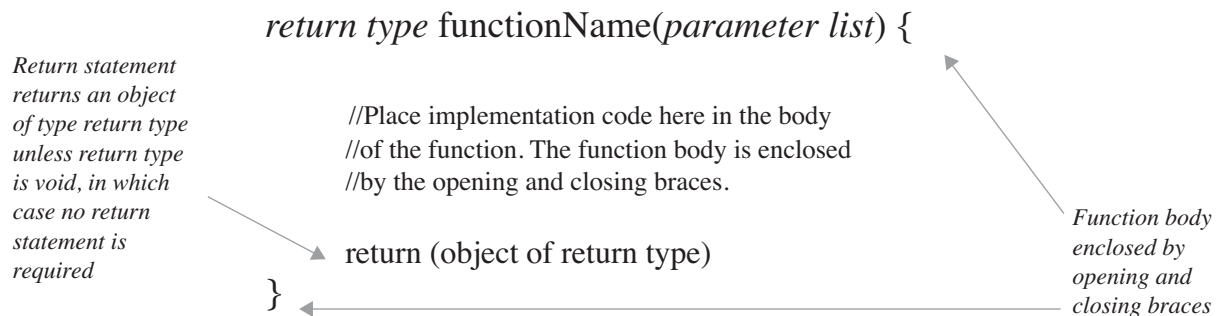 return type functionName(parameter list) {
Return statement
returns an object
of type return type
unless return type
is void, in which
case no return
statement is
required
//Place implementation code here in the body
//of the function. The function body is enclosed
//by the opening and closing braces.
return (object of return type)
}
Function body
enclosed by
opening and
closing braces